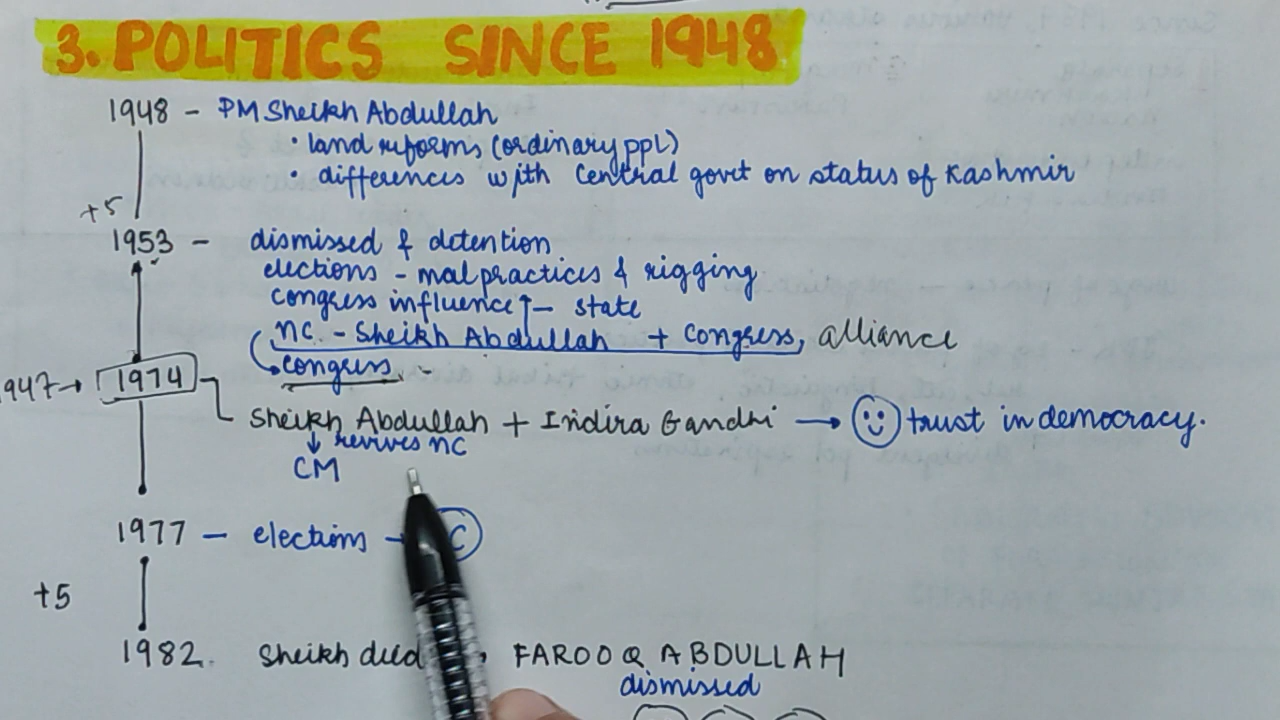 3. POLITICS SINCE 1948
1948 - PM Sheikh Abdullah
• land reforms (ordinary ppl)
• differences with Central govt on status of Kashmir
+5
1953 - dismissed & detention
elections - malpractices & rigging
congress influence ↑ - state
NC - Sheikh Abdullah + Congress, alliance
congress -
947→ 1974
Sheikh Abdullah + Indira Gandhi → trust in democracy.
↓ revives NC
CM
1977 - elections - C
+5
1982. Sheikh died FAROOQ ABDULLAH
dismissed